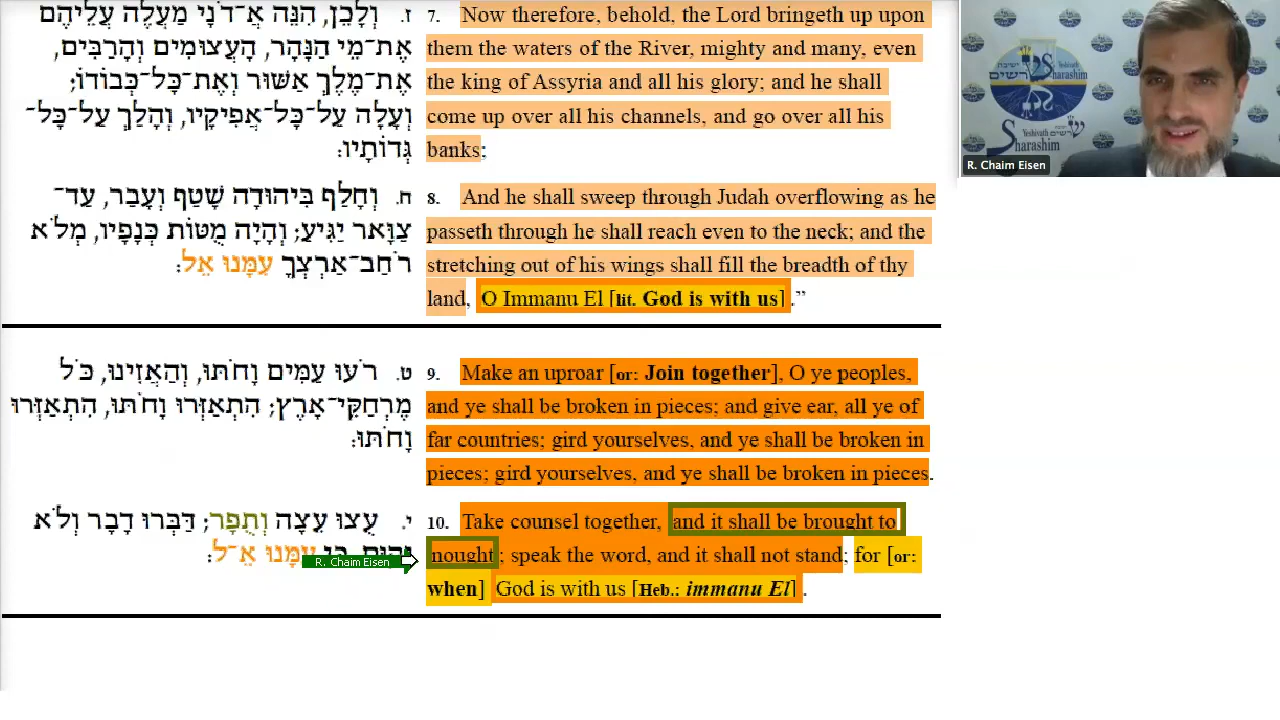 ז. וְלָכֵן, הִנֵּה אֲ־דֹנָי מַעֲלֶה עֲלֵיהֶם
אֶת־מֵי הַנָּהָר, הָעֲצוּמִים וְהָרַבִּים,
אֶת־מֶלֶךְ אַשּׁוּר וְאֶת־כָּל־כְּבוֹדוֹ;
וְעָלָה עַל־כָּל־אֲפִיקָיו, וְהָלַךְ עַל־כָּל־
גְּדוֹתָיו:
7. Now therefore, behold, the Lord bringeth up upon
them the waters of the River, mighty and many, even
the king of Assyria and all his glory; and he shall
come up over all his channels, and go over all his
banks;
ח. וְחָלַף בִּיהוּדָה שָׁטַף וְעָבַר, עַד־
צַוָּאר יַגִּיעַ; וְהָיָה מֻטּוֹת כְּנָפָיו, מְלֹא
רֹחַב־אַרְצְךָ עִמָּנוּ אֵל:
8. And he shall sweep through Judah overflowing as he
passeth through he shall reach even to the neck; and the
stretching out of his wings shall fill the breadth of thy
land, O Immanu El [lit. God is with us].”
ט. רֹעוּ עַמִּים וָחֹתּוּ, וְהַאֲזִינוּ, כֹּל
מֶרְחַקֵּי־אָרֶץ; הִתְאַזְּרוּ וָחֹתּוּ, הִתְאַזְּרוּ
וָחֹתּוּ:
9. Make an uproar [or: Join together], O ye peoples,
and ye shall be broken in pieces; and give ear, all ye of
far countries; gird yourselves, and ye shall be broken in
pieces; gird yourselves, and ye shall be broken in pieces.
י. עֻצוּ עֵצָה וְתֻפָר; דַּבְּרוּ דָבָר וְלֹא
עִמָּנוּ אֵ־ל:
10. Take counsel together, and it shall be brought to
nought; speak the word, and it shall not stand; for [or:
when] God is with us [Heb.: immanu El].
R. Chaim Eisen
ישיבת
שרשים
Sharashim
Yeshivath
Sharashim
R. Chaim Eisen